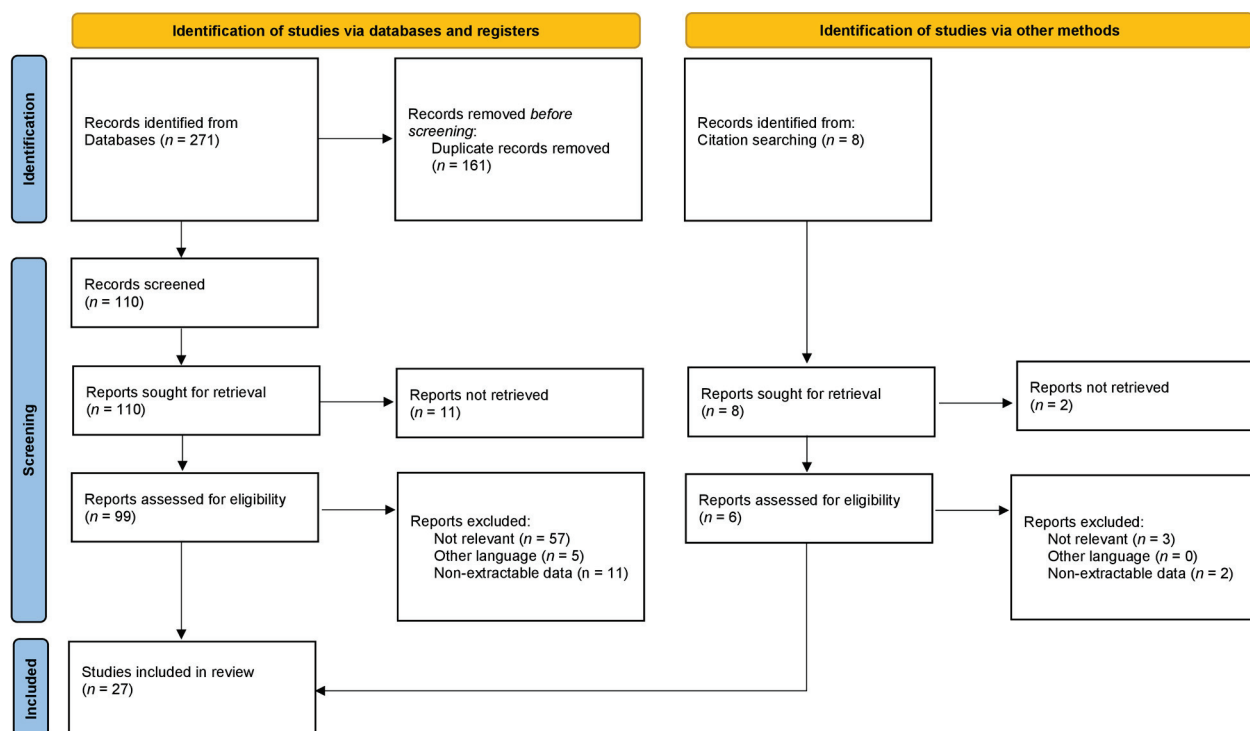 Identification of studies via databases and registers
Identification of studies via other methods
Identification
Records identified from
Databases (n = 271)
Records removed before
screening:
Duplicate records removed
(n = 161)
Records identified from:
Citation searching (n = 8)
Screening
Records screened
(n = 110)
Reports sought for retrieval
(n = 110)
Reports not retrieved
(n = 11)
Reports sought for retrieval
(n = 8)
Reports not retrieved
(n = 2)
Reports assessed for eligibility
(n = 99)
Reports excluded:
Not relevant (n = 57)
Other language (n = 5)
Non-extractable data (n = 11)
Reports assessed for eligibility
(n = 6)
Reports excluded:
Not relevant (n = 3)
Other language (n = 0)
Non-extractable data (n = 2)
Included
Studies included in review
(n = 27)